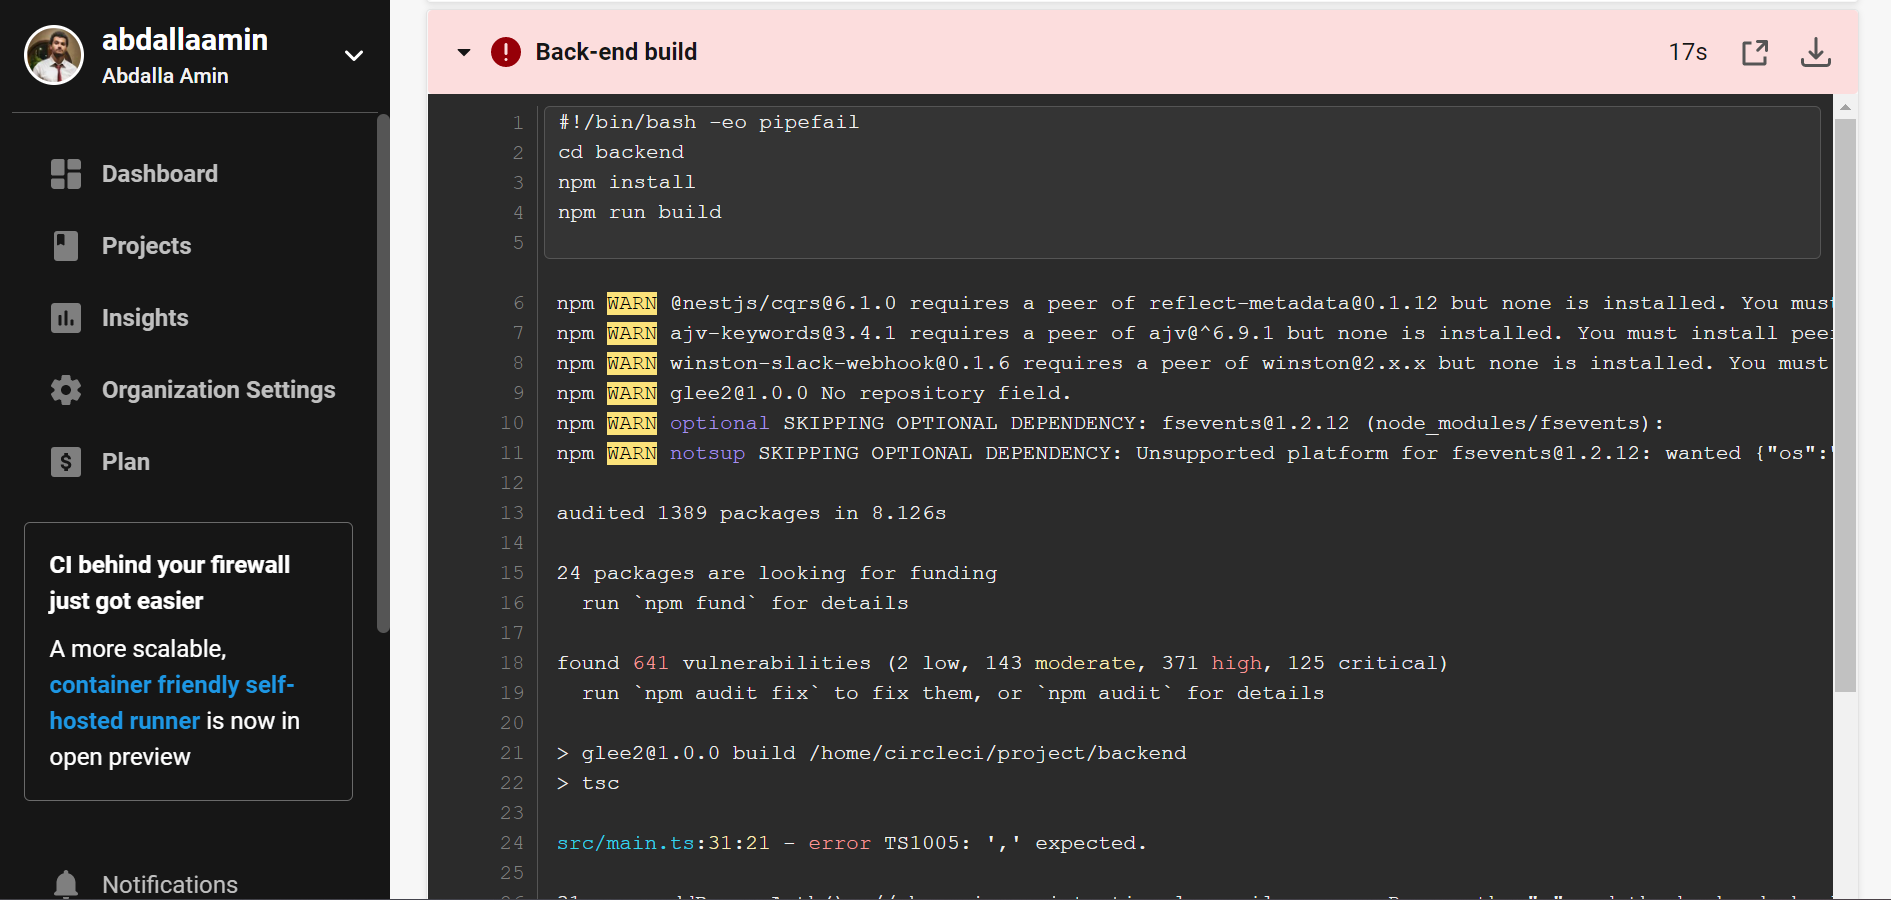 abdallaamin
Abdalla Amin
Dashboard
Projects
Insights
Organization Settings
Plan
CI behind your firewall
just got easier
A more scalable,
container friendly self-
hosted runner is now in
open preview
Notifications
Back-end build
17s
1 #!/bin/bash -eo pipefail
2 cd backend
3 npm install
4 npm run build
5
6 npm WARN @nestjs/cqrs@6.1.0 requires a peer of reflect-metadata@0.1.12 but none is installed. You must
7 npm WARN ajv-keywords@3.4.1 requires a peer of ajv@^6.9.1 but none is installed. You must install peer
8 npm WARN winston-slack-webhook@0.1.6 requires a peer of winston@2.x.x but none is installed. You must
9 npm WARN glee2@1.0.0 No repository field.
10 npm WARN optional SKIPPING OPTIONAL DEPENDENCY: fsevents@1.2.12 (node_modules/fsevents):
11 npm WARN notsup SKIPPING OPTIONAL DEPENDENCY: Unsupported platform for fsevents@1.2.12: wanted {"os":"
12
13 audited 1389 packages in 8.126s
14
15 24 packages are looking for funding
16 run `npm fund` for details
17
18 found 641 vulnerabilities (2 low, 143 moderate, 371 high, 125 critical)
19 run `npm audit fix` to fix them, or `npm audit` for details
20
21 > glee2@1.0.0 build /home/circleci/project/backend
22 > tsc
23
24 src/main.ts:31:21 - error TS1005: ',' expected.
25